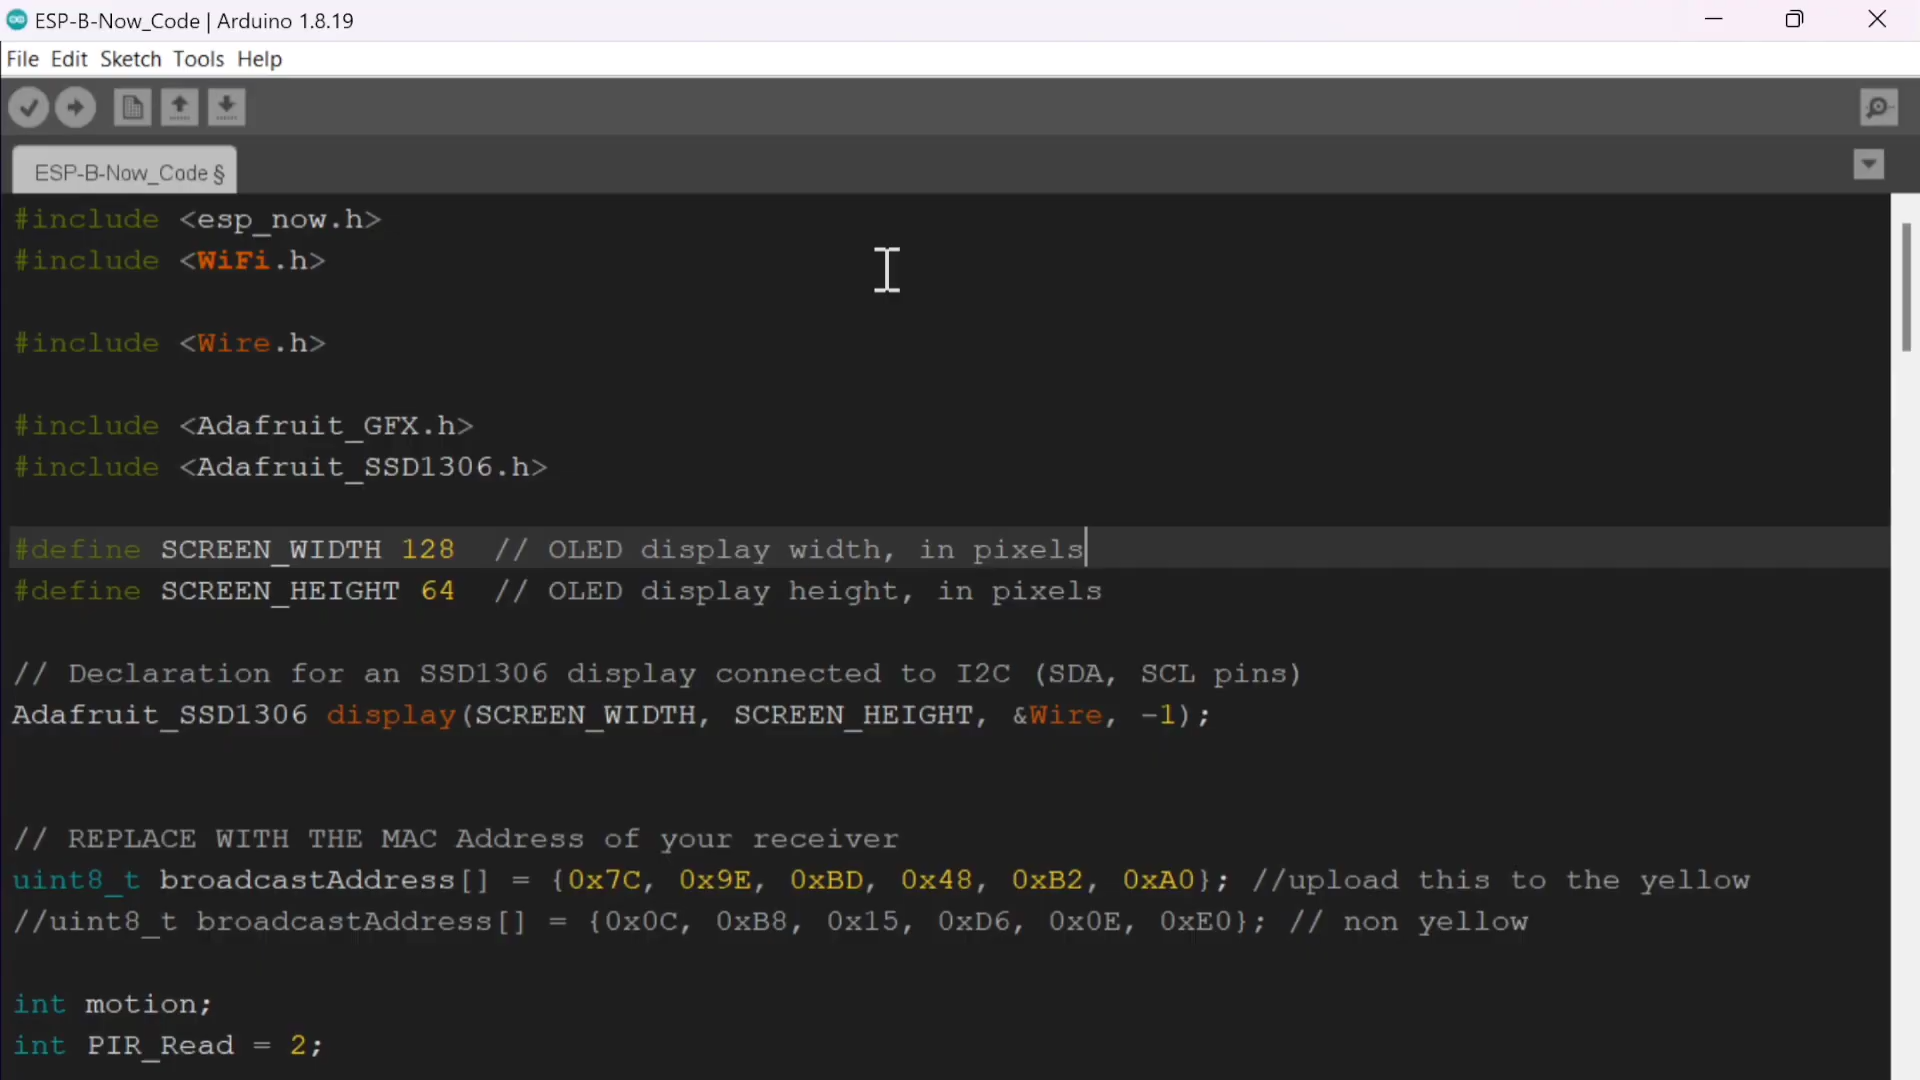 ESP-B-Now_Code | Arduino 1.8.19
File Edit Sketch Tools Help
ESP-B-Now_Code §
#include <esp_now.h>
#include <WiFi.h>
#include <Wire.h>
#include <Adafruit_GFX.h>
#include <Adafruit_SSD1306.h>
#define SCREEN_WIDTH 128  // OLED display width, in pixels
#define SCREEN_HEIGHT 64  // OLED display height, in pixels
// Declaration for an SSD1306 display connected to I2C (SDA, SCL pins)
Adafruit_SSD1306 display(SCREEN_WIDTH, SCREEN_HEIGHT, &Wire, -1);
// REPLACE WITH THE MAC Address of your receiver
uint8_t broadcastAddress[] = {0x7C, 0x9E, 0xBD, 0x48, 0xB2, 0xA0}; //upload this to the yellow
//uint8_t broadcastAddress[] = {0x0C, 0xB8, 0x15, 0xD6, 0x0E, 0xE0}; // non yellow
int motion;
int PIR_Read = 2;